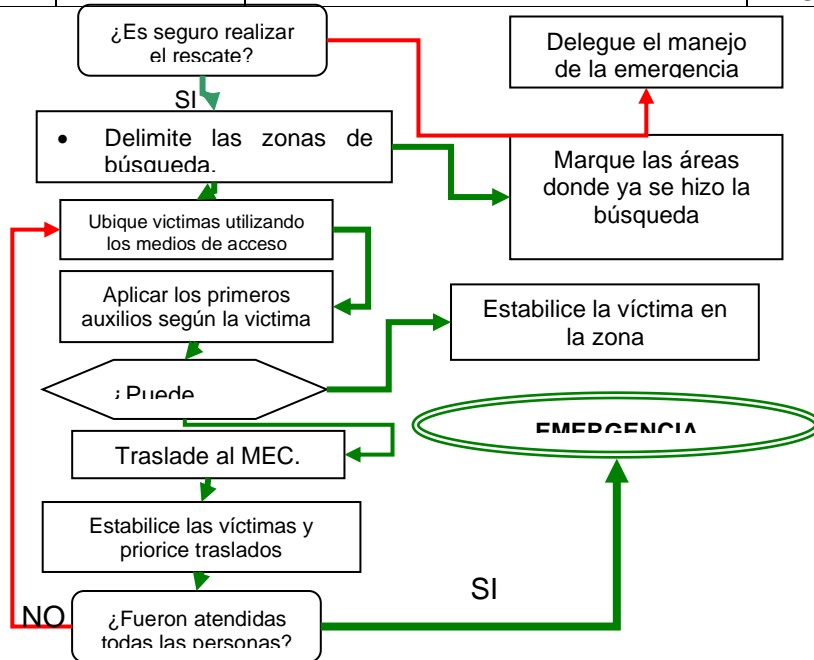 ¿Es seguro realizar
el rescate?
Delegue el manejo
de la emergencia
SI
• Delimite las zonas de
búsqueda.
Marque las áreas
donde ya se hizo la
búsqueda
Ubique victimas utilizando
los medios de acceso
Aplicar los primeros
auxilios según la victima
Estabilice la víctima en
la zona
¿Puede
EMERGENCIA
Traslade al MEC.
Estabilice las víctimas y
priorice traslados
SI
NO
¿Fueron atendidas
todas las personas?